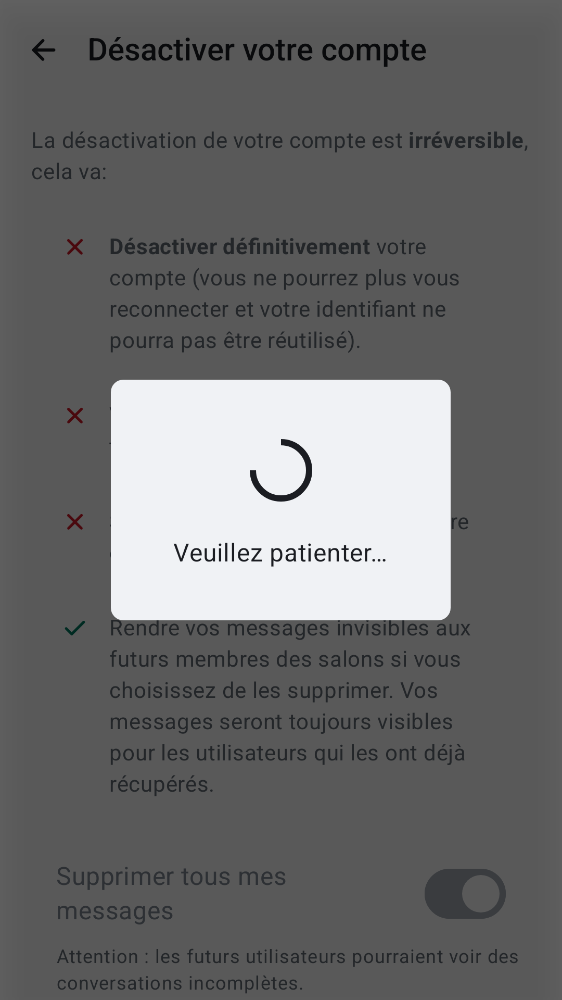 Désactiver votre compte
La désactivation de votre compte est irréversible,
cela va:
Désactiver définitivement votre
compte (vous ne pourrez plus vous
reconnecter et votre identifiant ne
pourra pas être réutilisé).
Veuillez patienter...
Rendre vos messages invisibles aux
futurs membres des salons si vous
choisissez de les supprimer. Vos
messages seront toujours visibles
pour les utilisateurs qui les ont déjà
récupérés.
Supprimer tous mes
messages
Attention : les futurs utilisateurs pourraient voir des
conversations incomplètes.